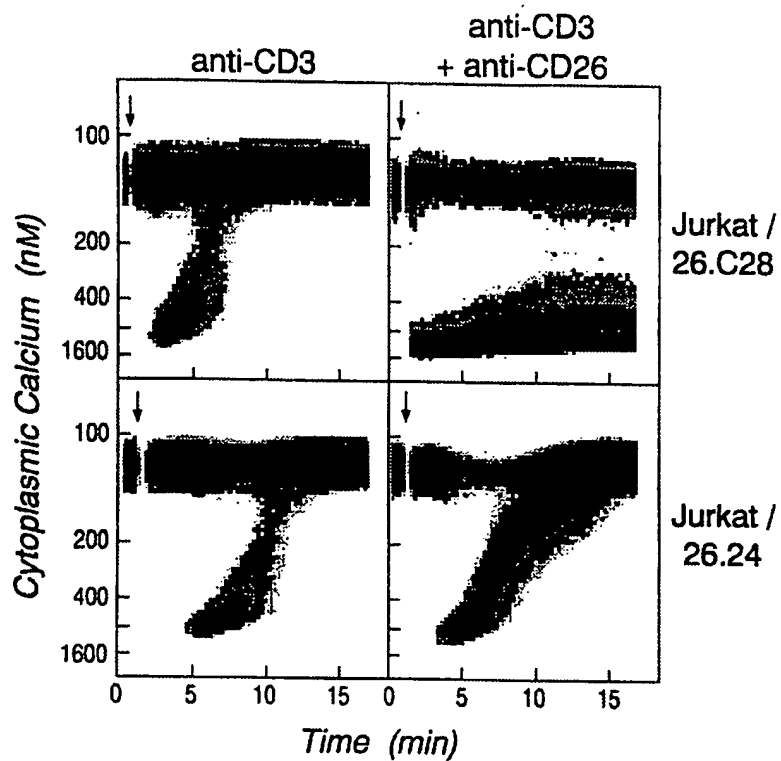 anti-CD3
anti-CD3
+ anti-CD26
Cytoplasmic Calcium (nM)
100
200
400
1600
Jurkat /
26.C28
100
200
400
1600
Jurkat /
26.24
0 5 10 15
0 5 10 15
Time (min)